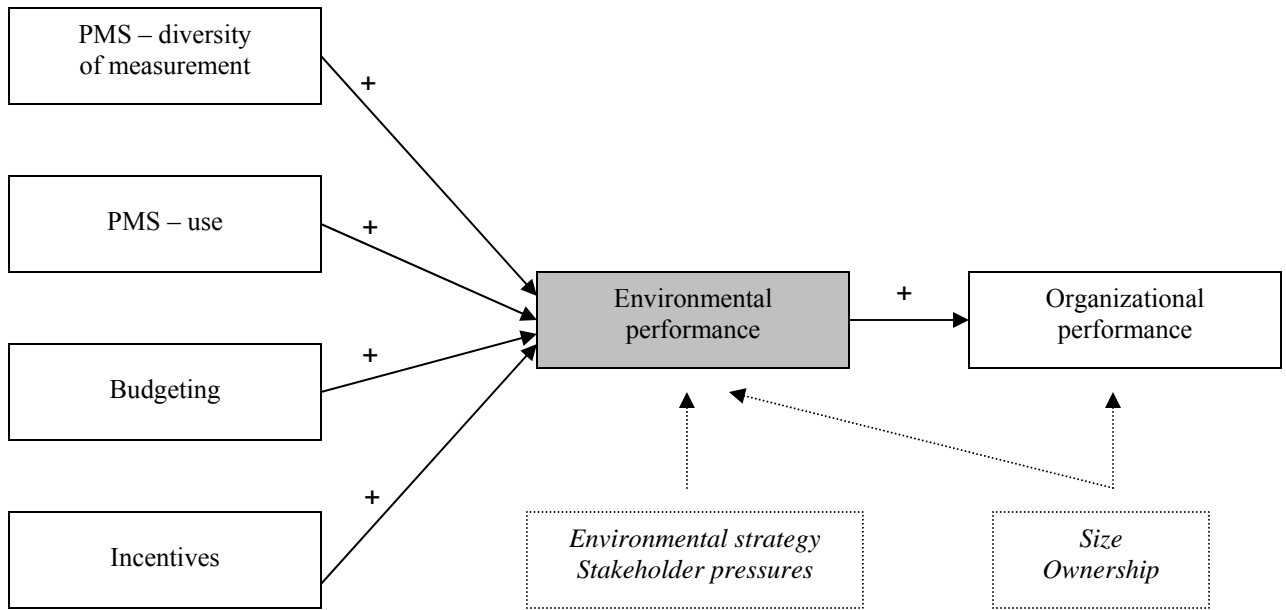 PMS – diversity
of measurement
+
PMS – use
+
Budgeting
+
Incentives
+
Environmental
performance
+
Organizational
performance
Environmental strategy
Stakeholder pressures
Size
Ownership